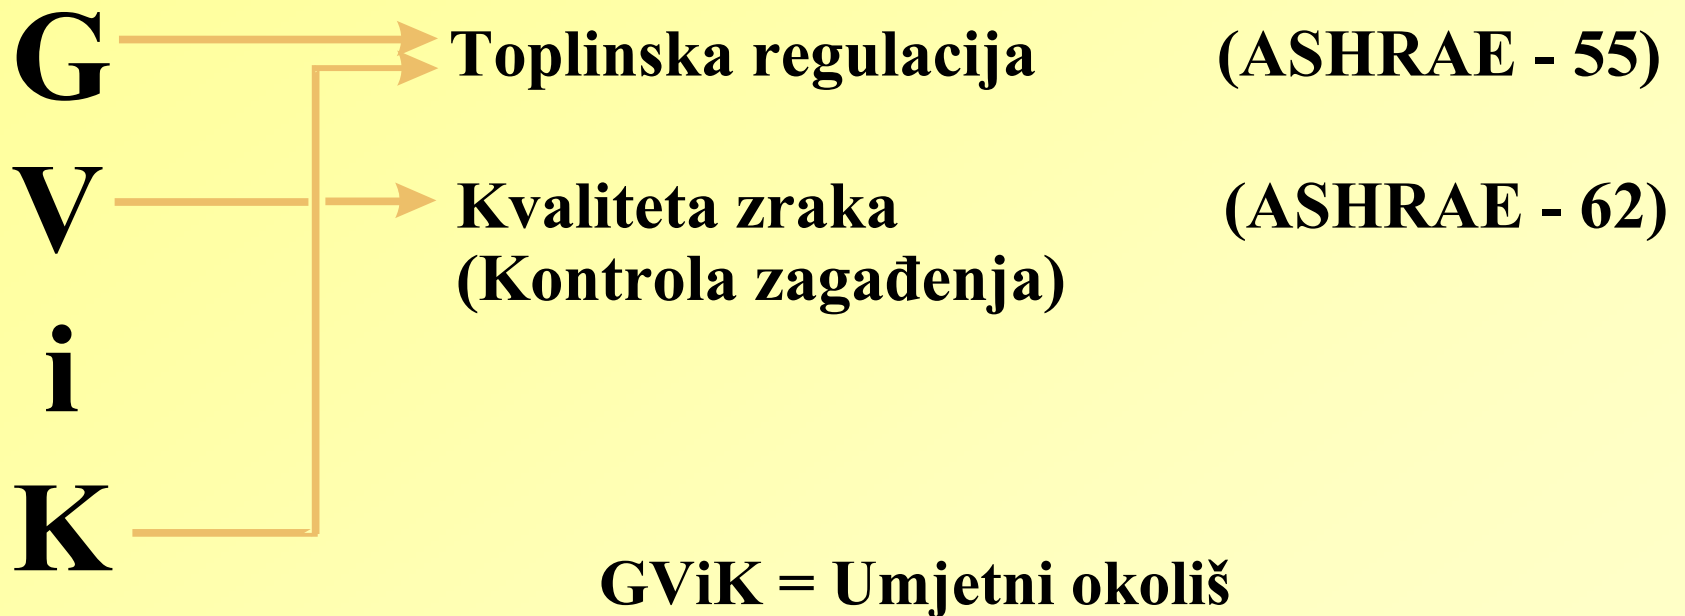 G Toplinska regulacija (ASHRAE - 55)
V Kvaliteta zraka (ASHRAE - 62)
(Kontrola zagađenja)
i
K
GViK = Umjetni okoliš